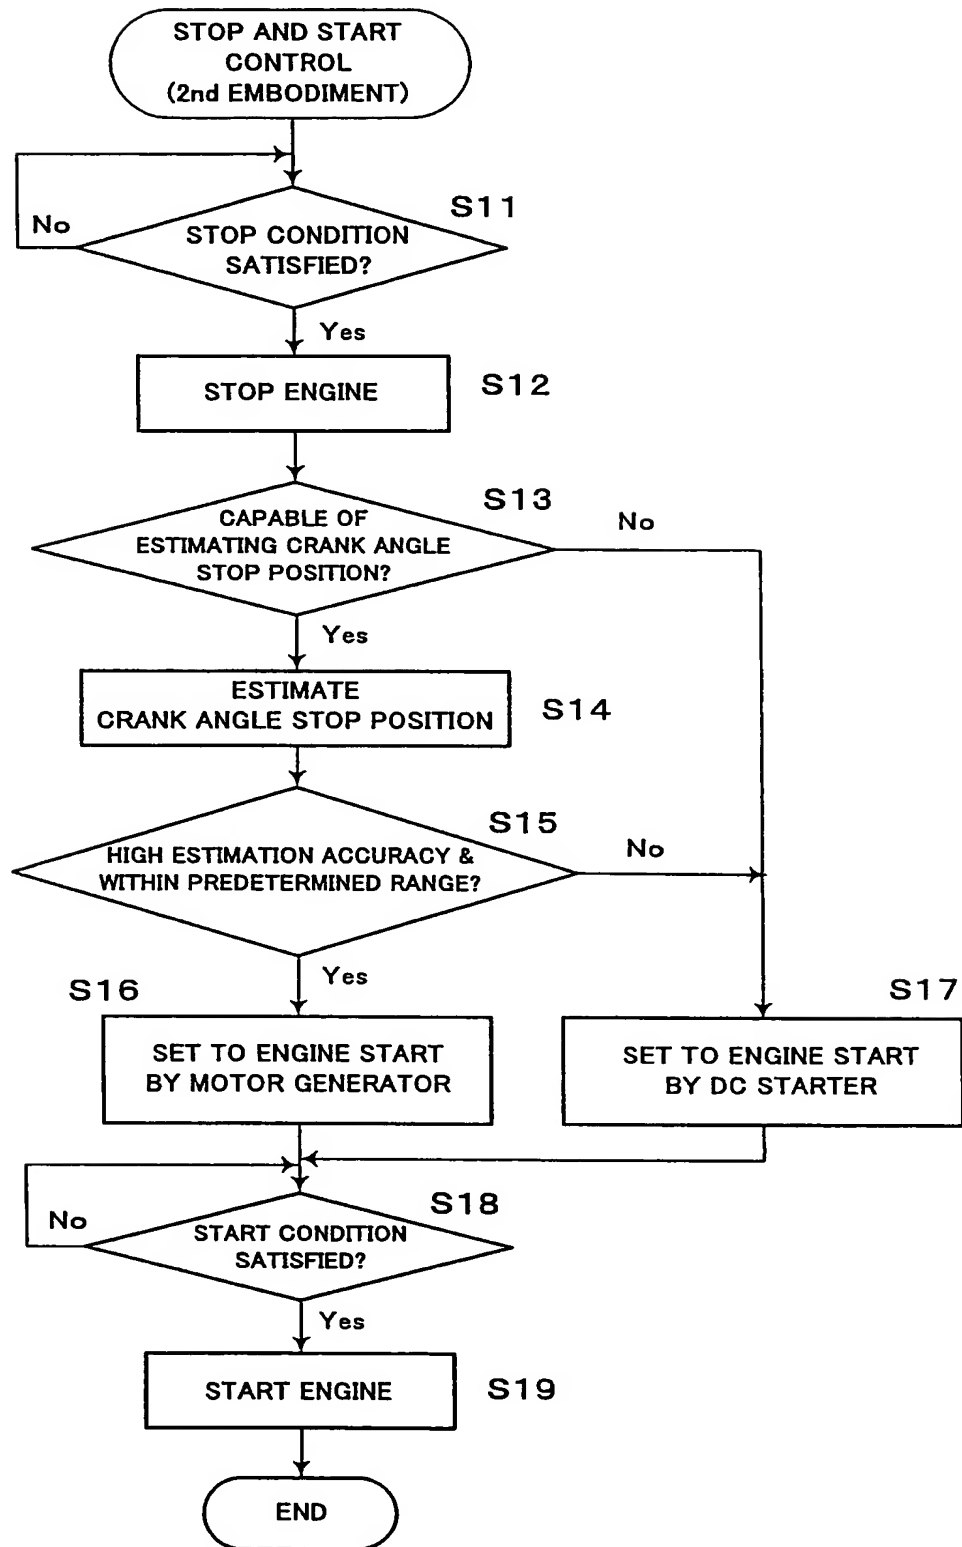 STOP AND START
CONTROL
(2nd EMBODIMENT)
S11
No
STOP CONDITION
SATISFIED?
Yes
STOP ENGINE
S12
S13
CAPABLE OF
ESTIMATING CRANK ANGLE
STOP POSITION?
No
Yes
ESTIMATE
CRANK ANGLE STOP POSITION
S14
S15
HIGH ESTIMATION ACCURACY &
WITHIN PREDETERMINED RANGE?
No
Yes
S16
S17
SET TO ENGINE START
BY MOTOR GENERATOR
SET TO ENGINE START
BY DC STARTER
S18
No
START CONDITION
SATISFIED?
Yes
START ENGINE
S19
END